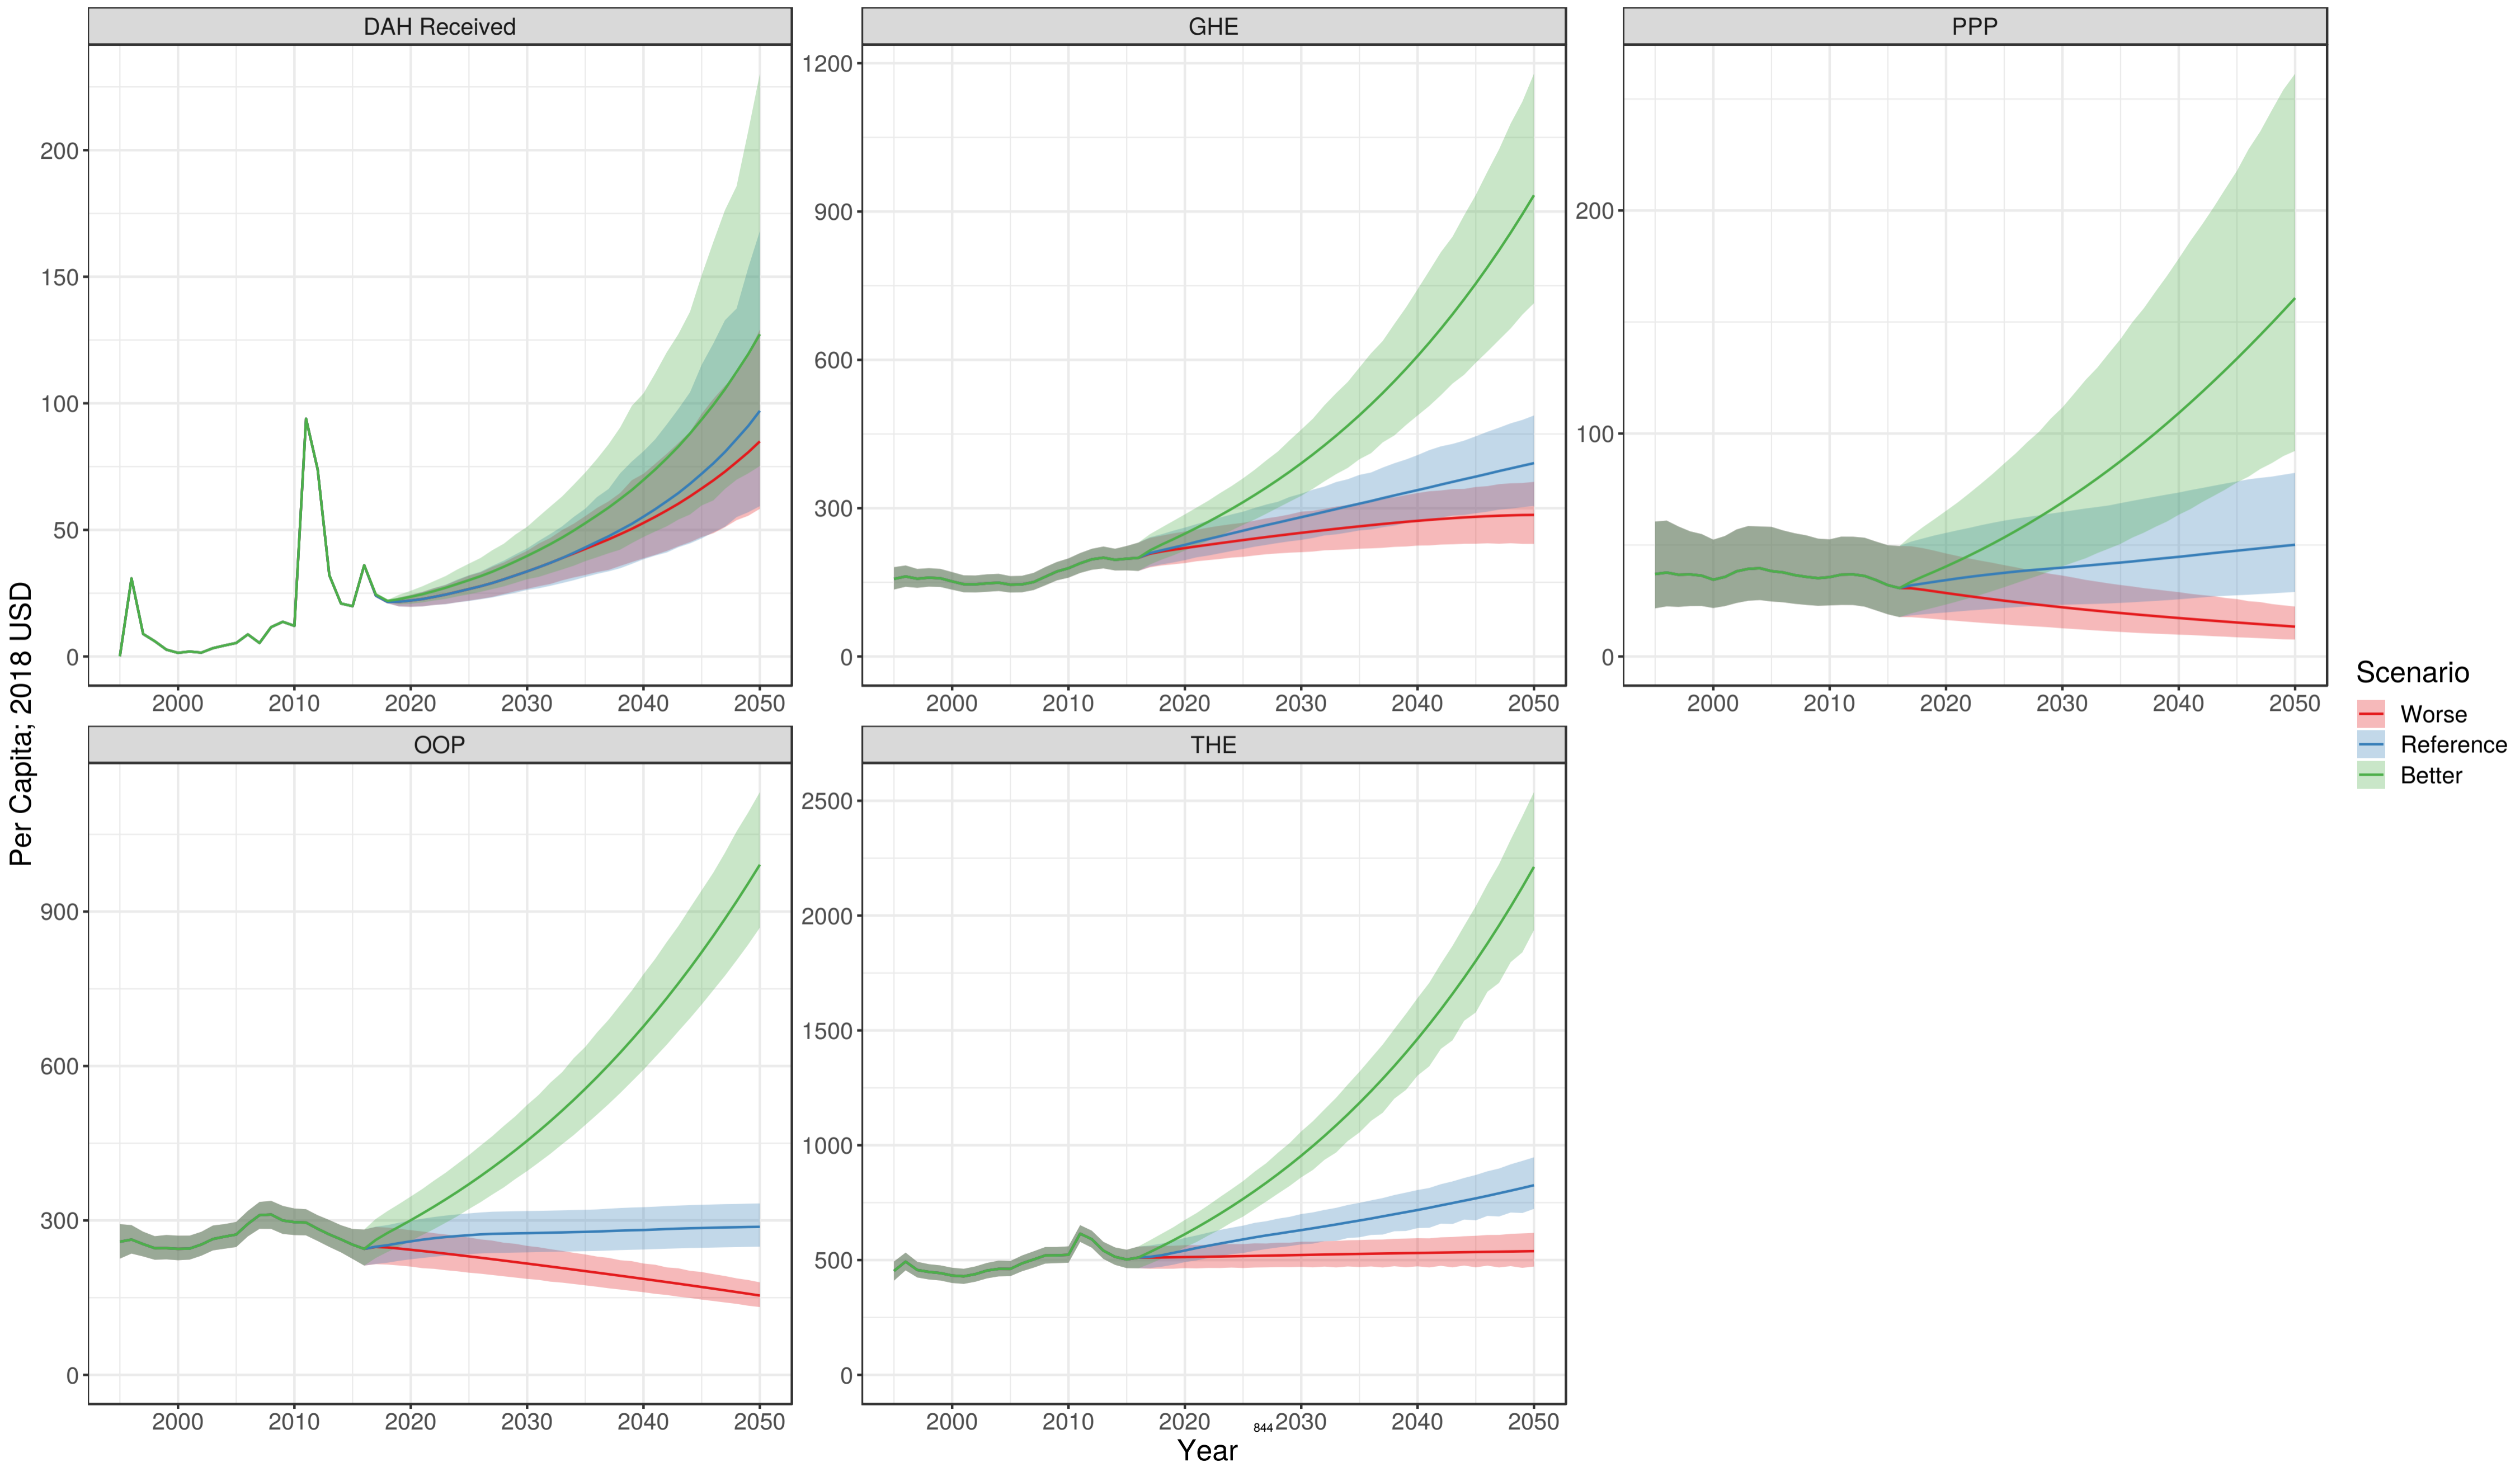 DAH Received
GHE
PPP
0
50
100
150
200
2000 2010 2020 2030 2040 2050
0
300
600
900
1200
2000 2010 2020 2030 2040 2050
0
100
200
2000 2010 2020 2030 2040 2050
OOP
THE
0
300
600
900
2000 2010 2020 2030 2040 2050
0
500
1000
1500
2000
2500
2000 2010 2020 2030 2040 2050
844
Year
Per Capita; 2018 USD
Scenario
Worse
Reference
Better